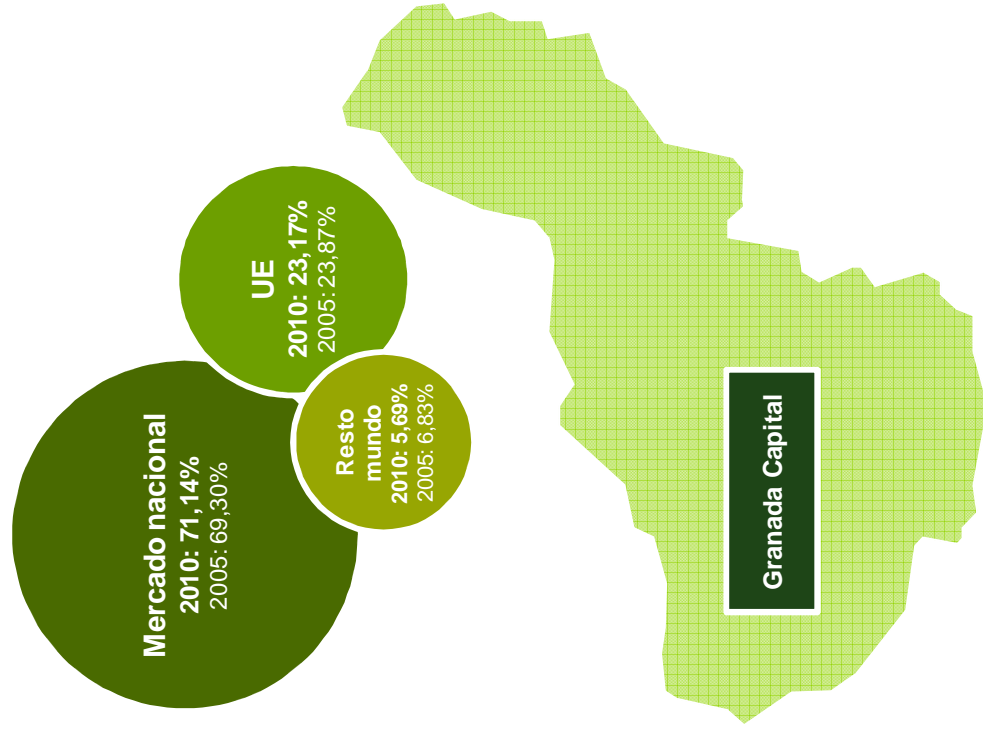 Mercado nacional
2010: 71,14%
2005: 69,30%
UE
2010: 23,17%
2005: 23,87%
Resto
mundo
2010: 5,69%
2005: 6,83%
Granada Capital